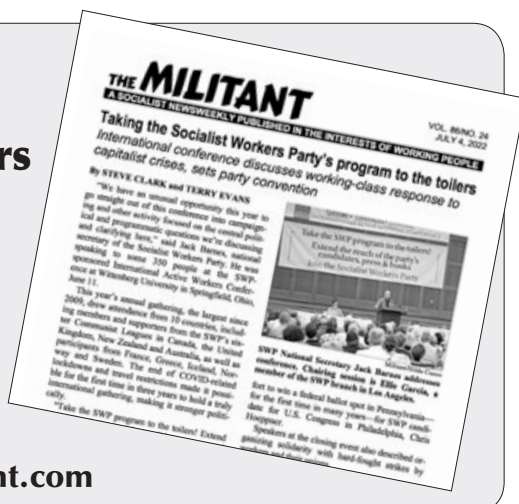 rs
nt.com
THE MILITANT
A SOCIALIST NEWSWEEKLY PUBLISHED IN THE INTERESTS OF WORKING PEOPLE
VOL. 86/NO. 24
JULY 4, 2022
Taking the Socialist Workers Party's program to the toilers
International conference discusses working-class response to
capitalist crises, sets party convention
By STEVE CLARK and TERRY EVANS
"We have an unusual opportunity this year to
go straight out of this conference into campaign-
ing and other activity focused on the central polit-
ical and programmatic questions we're discussing
and clarifying here," said Jack Barnes, national
secretary of the Socialist Workers Party. He was
speaking to some 350 people at the SWP-
sponsored International Active Workers Confer-
ence at Wittenberg University in Springfield, Ohio,
June 11.
This year's annual gathering, the largest since
2009, drew attendance from 10 countries, includ-
ing members and supporters from the SWP's sis-
ter Communist Leagues in Canada, the United
Kingdom, New Zealand and Australia, as well as
participants from France, Greece, Iceland, Nor-
way and Sweden. The end of COVID-related
lockdowns and travel restrictions made it possi-
ble for the first time in three years to hold a truly
international gathering, making it stronger politi-
cally.
"Take the SWP program to the toilers! Extend
Take the SWP program to the toilers!
Extend the reach of the party's
candidates, press & books
Join the Socialist Workers Party
SWP National Secretary Jack Barnes addresses
conference. Chairing session is Ellie García, a
member of the SWP branch in Los Angeles.
fort to win a federal ballot spot in Pennsylvania—
for the first time in many years—for SWP candi-
date for U.S. Congress in Philadelphia, Chris
Hoeppner.
Speakers at the closing event also described or-
ganizing solidarity with hard-fought strikes by
workers and their unions